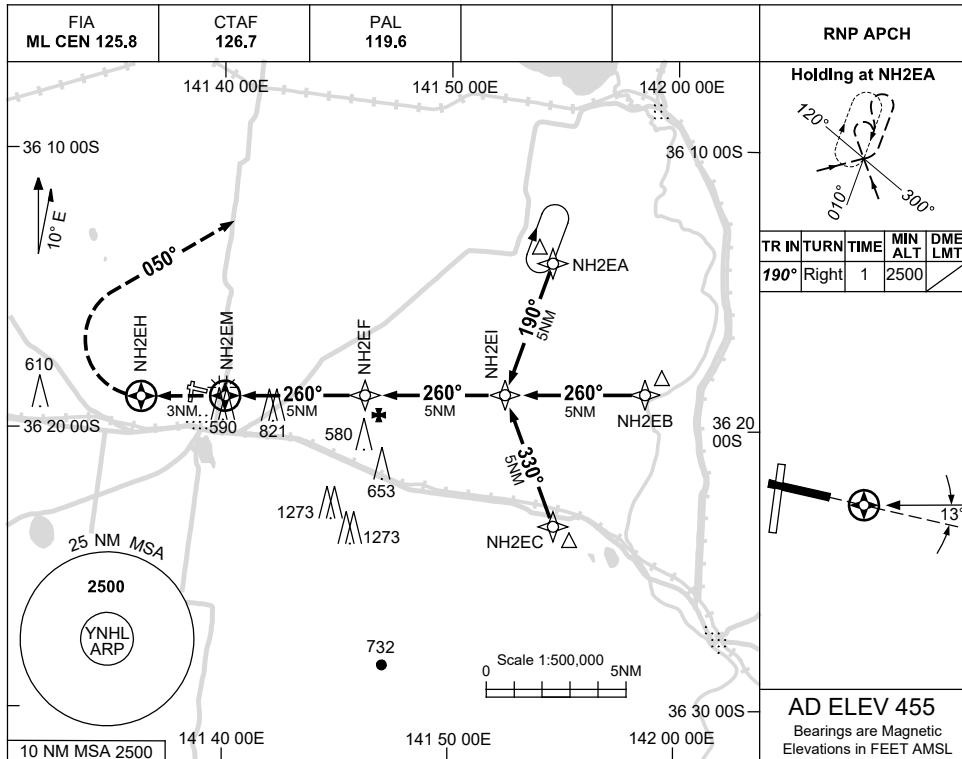 FIA
ML CEN 125.8
CTAF
126.7
PAL
119.6
RNP APCH
141 40 00E
141 50 00E
142 00 00E
36 10 00S
36 10 00S
10° E
050°
NH2EA
190°
5NM
NH2EH
NH2EM
NH2EF
NH2EI
610
3NM
260°
5NM
260°
5NM
260°
5NM
NH2EB
590
821
580
36 20 00S
36 20
00S
653
330°
5NM
1273
1273
NH2EC
25 NM MSA
2500
YNHL
ARP
732
Scale 1:500,000
0
5NM
36 30 00S
10 NM MSA 2500
141 40 00E
141 50 00E
142 00 00E
Holding at NH2EA
120°
010°
300°
TR IN TURN TIME MIN ALT DME LMT
190° Right 1 2500
13°
AD ELEV 455
Bearings are Magnetic
Elevations in FEET AMSL